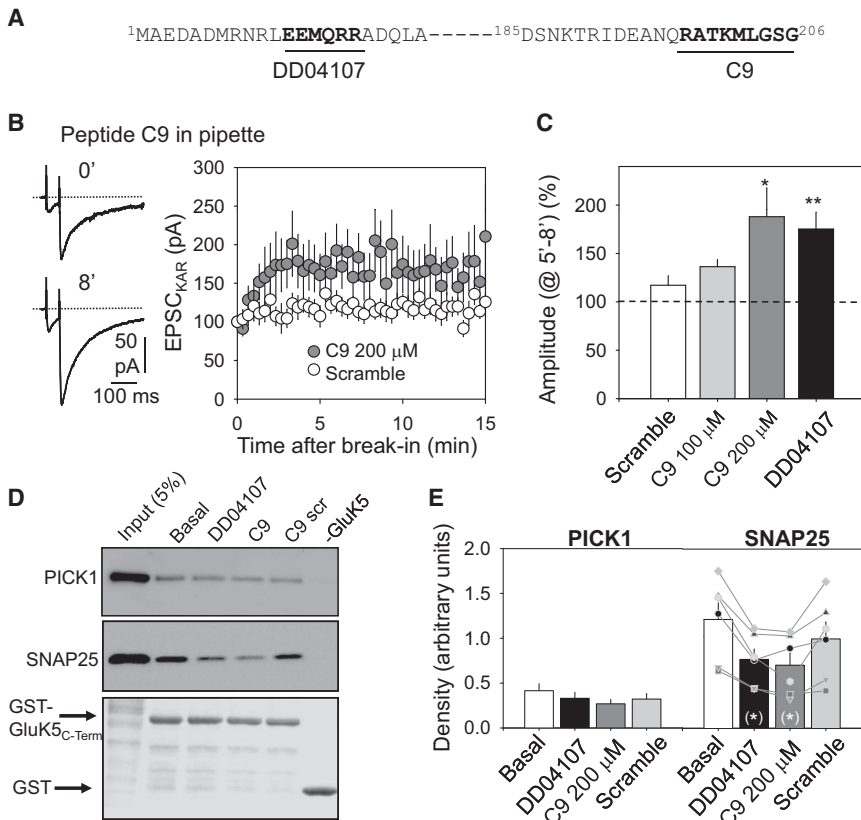 A
1MAEDADMRNRLEEMQRRADQLA-----185DSNKTRIDEANQRATKMLGSG206
DD04107
C9
B
Peptide C9 in pipette
0'
8'
50
pA
100 ms
EPSCKAR (pA)
300
250
200
150
100
50
0
C9 200 μM
Scramble
0
5
10
15
Time after break-in (min)
C
Amplitude (@ 5'-8') (%)
200
150
100
50
0
*
**
Scramble
C9 100 μM
C9 200 μM
DD04107
D
Input (5%)
Basal
DD04107
C9
C9 scr
-GluK5
PICK1
SNAP25
GST-
GluK5C-Term
GST
E
PICK1
SNAP25
Density (arbitrary units)
2.0
1.5
1.0
0.5
0.0
(*)
(*)
Basal
DD04107
C9 200 μM
Scramble
Basal
DD04107
C9 200 μM
Scramble